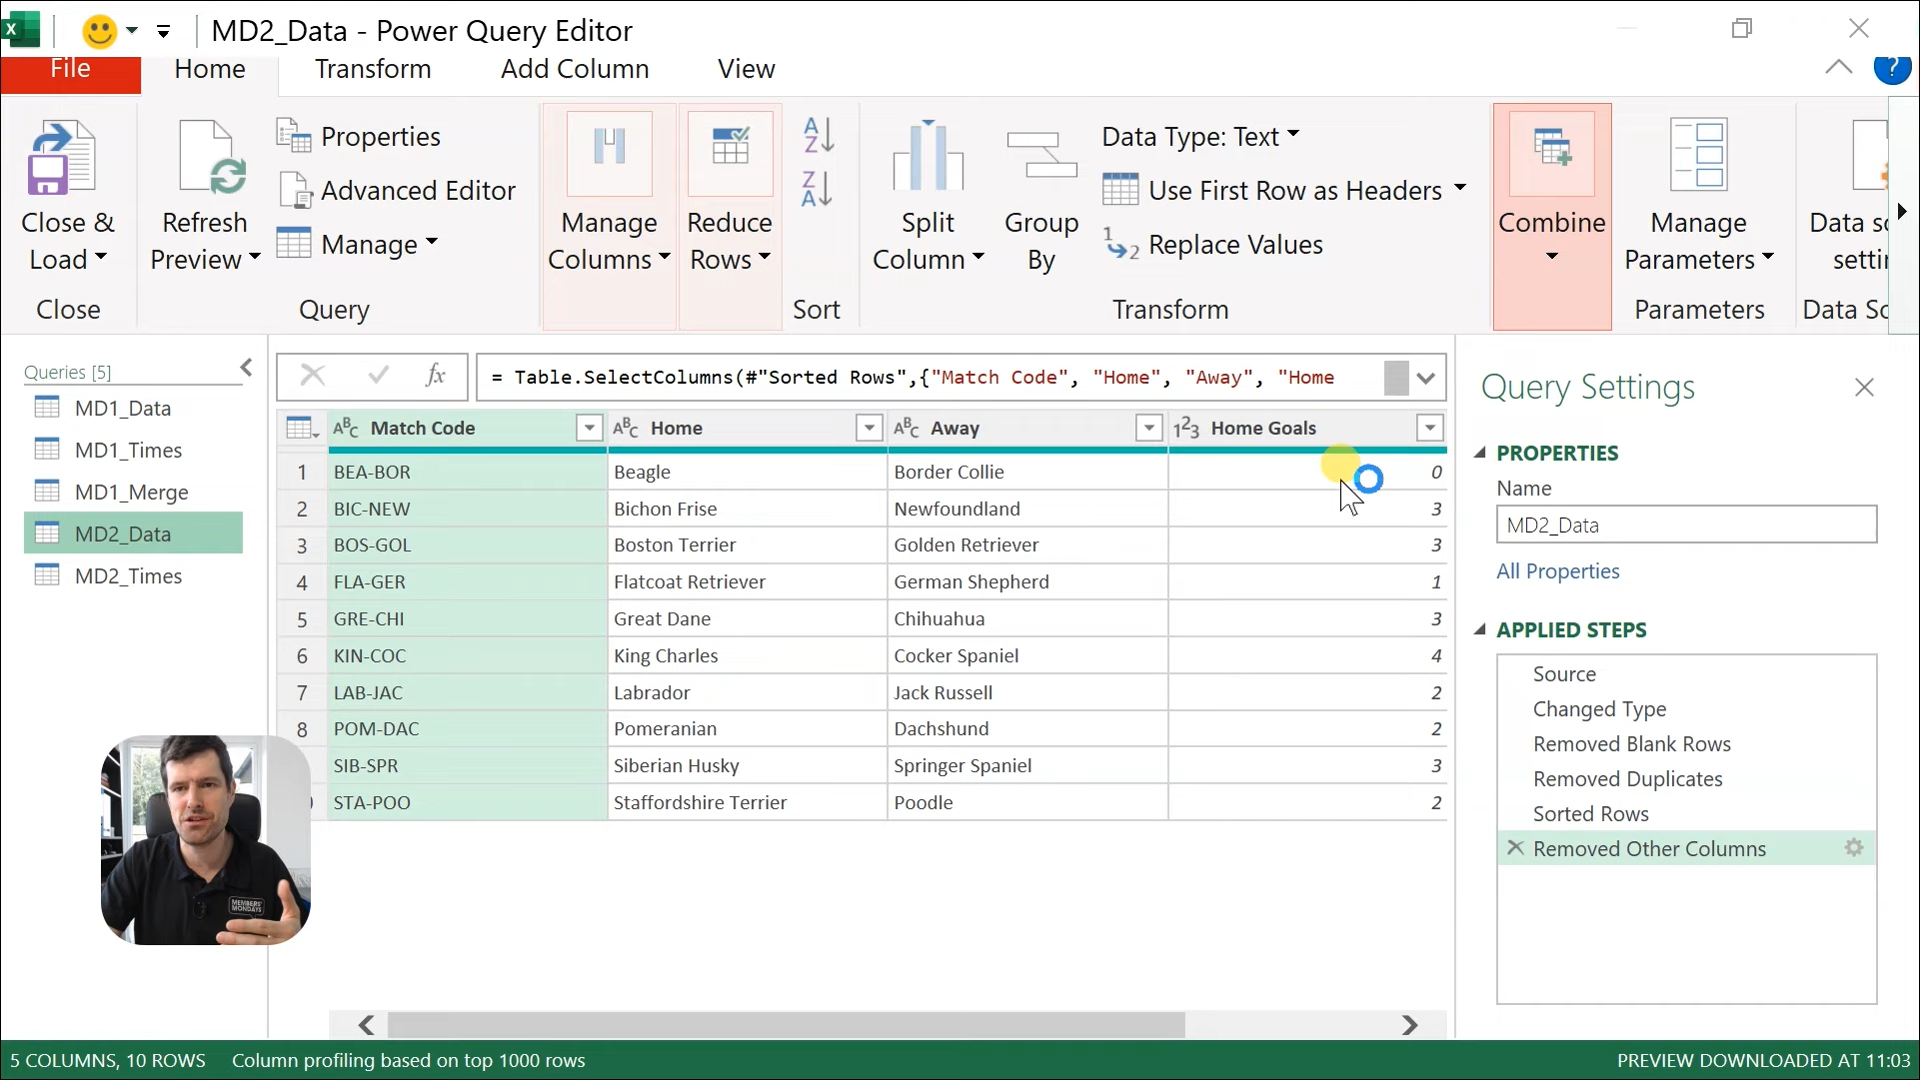 MD2_Data - Power Query Editor
File Home Transform Add Column View
Close & Load
Refresh Preview
Properties
Advanced Editor
Manage
Manage Columns
Reduce Rows
Split Column
Group By
Data Type: Text
Use First Row as Headers
Replace Values
Combine
Manage Parameters
Data
Close
Query
Sort
Transform
Parameters
Data
Queries [5]
MD1_Data
MD1_Times
MD1_Merge
MD2_Data
MD2_Times
fx = Table.SelectColumns(#"Sorted Rows",{"Match Code", "Home", "Away", "Home
Match Code Home Away Home Goals
1 BEA-BOR Beagle Border Collie 0
2 BIC-NEW Bichon Frise Newfoundland 3
3 BOS-GOL Boston Terrier Golden Retriever 3
4 FLA-GER Flatcoat Retriever German Shepherd 1
5 GRE-CHI Great Dane Chihuahua 3
6 KIN-COC King Charles Cocker Spaniel 4
7 LAB-JAC Labrador Jack Russell 2
8 POM-DAC Pomeranian Dachshund 2
SIB-SPR Siberian Husky Springer Spaniel 3
STA-POO Staffordshire Terrier Poodle 2
MEMBERS'
MONDAYS
Query Settings
PROPERTIES
Name
MD2_Data
All Properties
APPLIED STEPS
Source
Changed Type
Removed Blank Rows
Removed Duplicates
Sorted Rows
Removed Other Columns
5 COLUMNS, 10 ROWS Column profiling based on top 1000 rows
PREVIEW DOWNLOADED AT 11:03